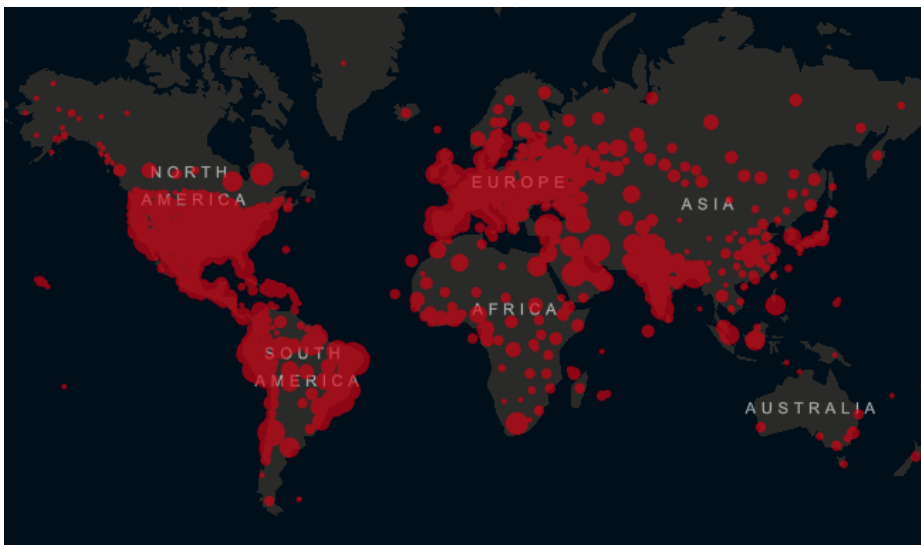 NORTH
AMERICA
EUROPE
ASIA
AFRICA
SOUTH
AMERICA
AUSTRALIA